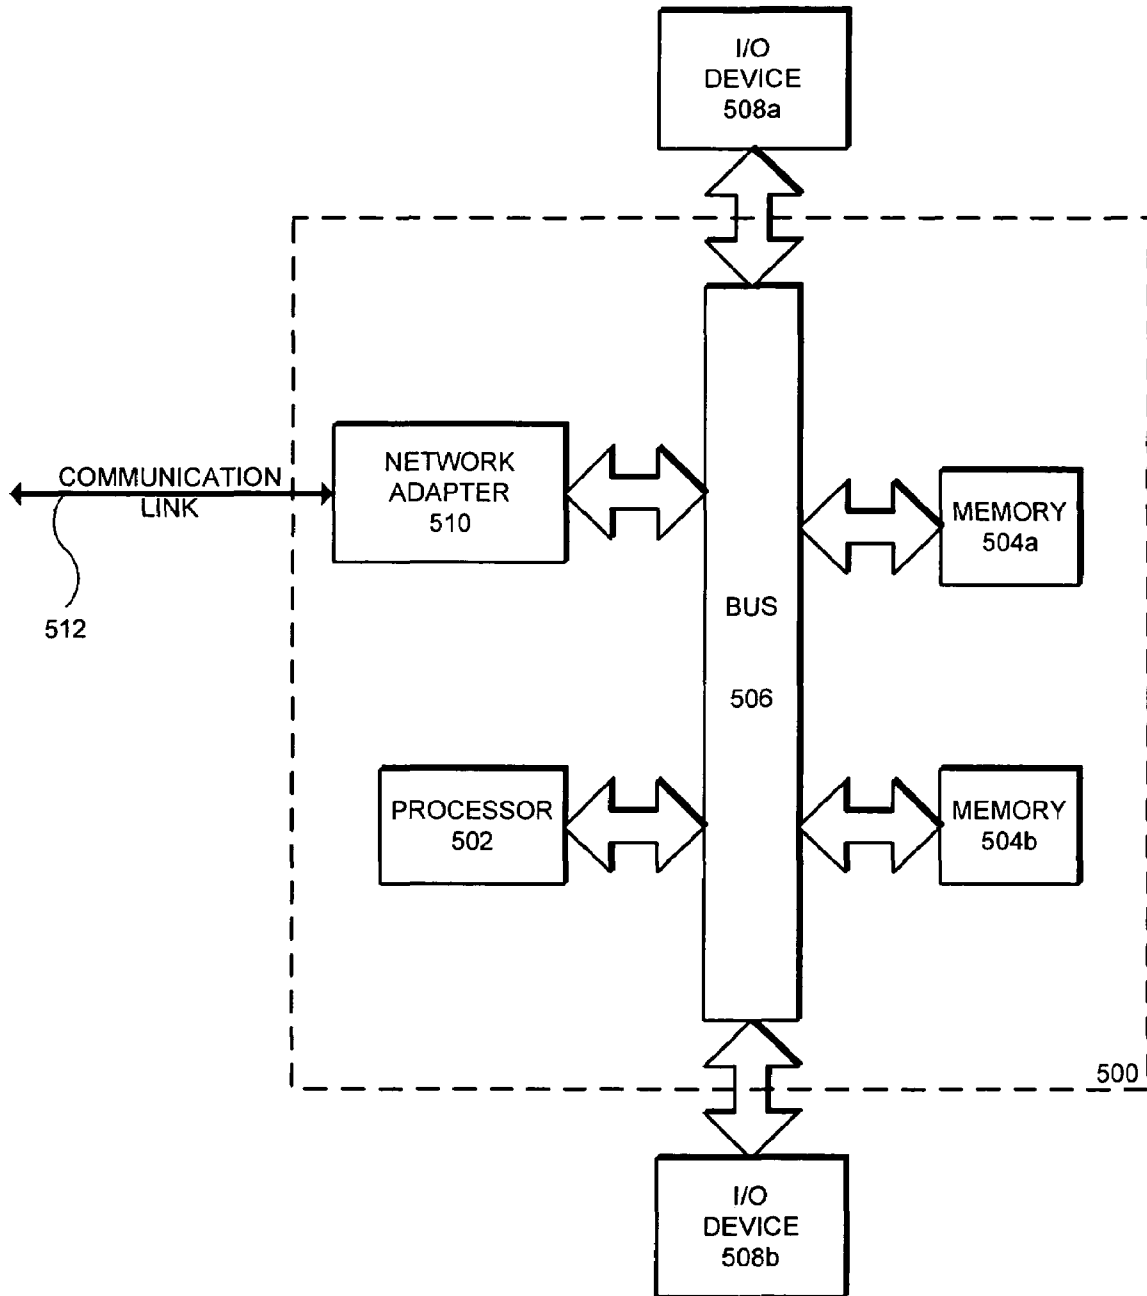 I/O
DEVICE
508a
COMMUNICATION
LINK
512
NETWORK
ADAPTER
510
MEMORY
504a
BUS
506
PROCESSOR
502
MEMORY
504b
500
I/O
DEVICE
508b